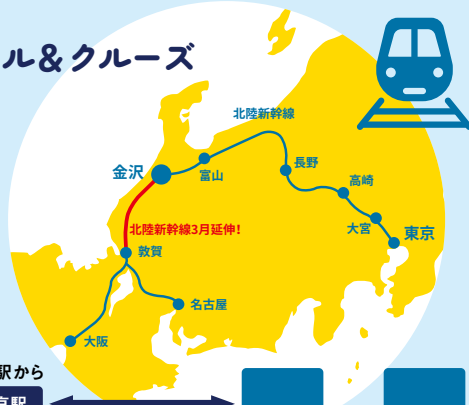 ル&クルーズ
北陸新幹線
金沢
富山
長野
高崎
大宮
東京
北陸新幹線3月延伸!
敦賀
名古屋
大阪
駅から
京駅